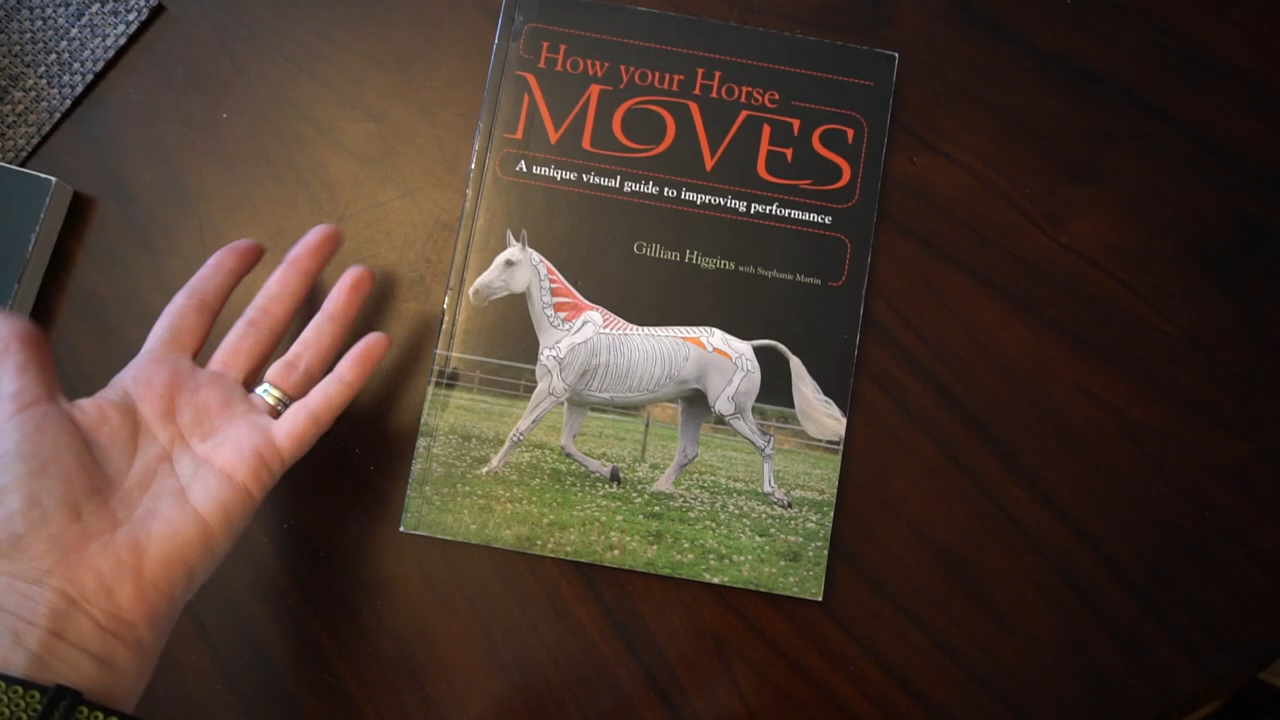 How your Horse
MOVES
A unique visual guide to improving performance
Gillian Higgins with Stephanie Martin